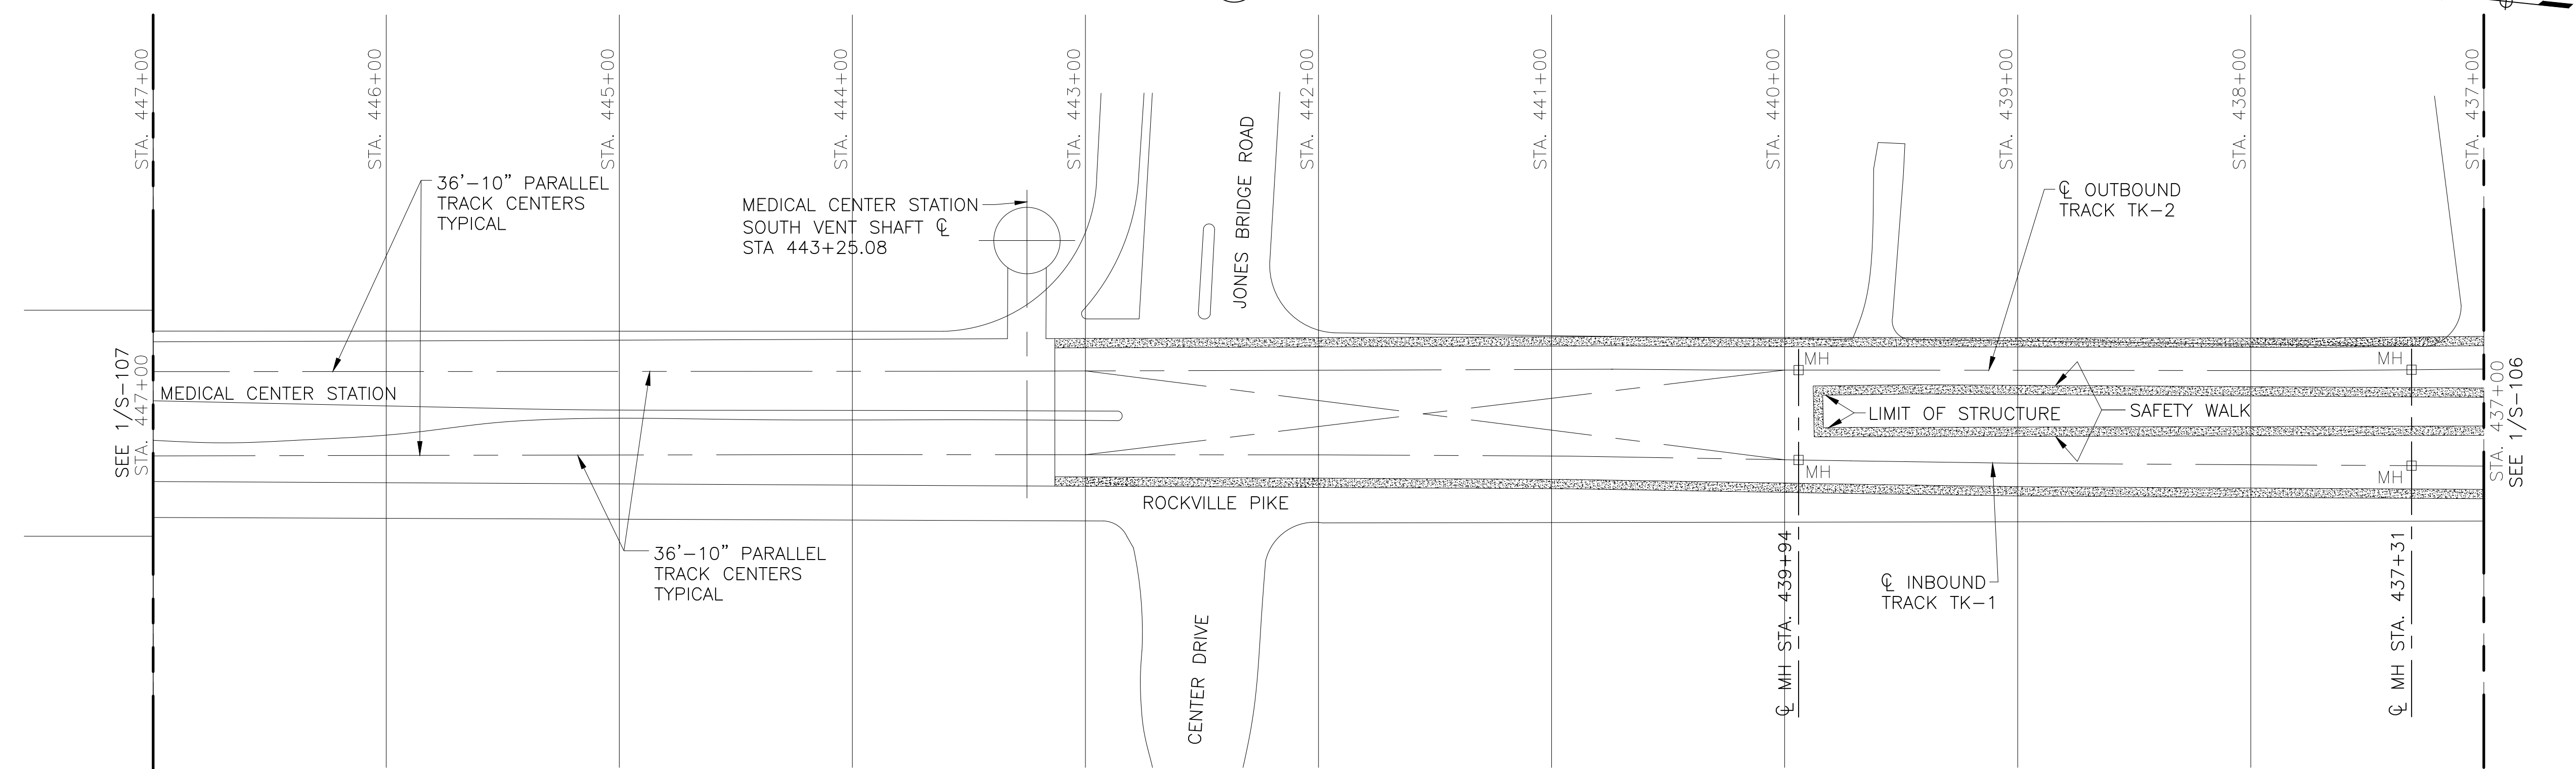 STA. 447+00
STA. 446+00
STA. 445+00
STA. 444+00
STA. 443+00
STA. 442+00
STA. 441+00
STA. 440+00
STA. 439+00
STA. 438+00
STA. 437+00
36'-10" PARALLEL
TRACK CENTERS
TYPICAL
MEDICAL CENTER STATION
SOUTH VENT SHAFT ℄
STA 443+25.08
JONES BRIDGE ROAD
℄ OUTBOUND
TRACK TK-2
SEE 1/S-107
STA. 447+00
MEDICAL CENTER STATION
MH
MH
LIMIT OF STRUCTURE
SAFETY WALK
MH
MH
STA. 437+00
SEE 1/S-106
ROCKVILLE PIKE
36'-10" PARALLEL
TRACK CENTERS
TYPICAL
CENTER DRIVE
℄ MH STA. 439+94
℄ INBOUND
TRACK TK-1
℄ MH STA. 437+31